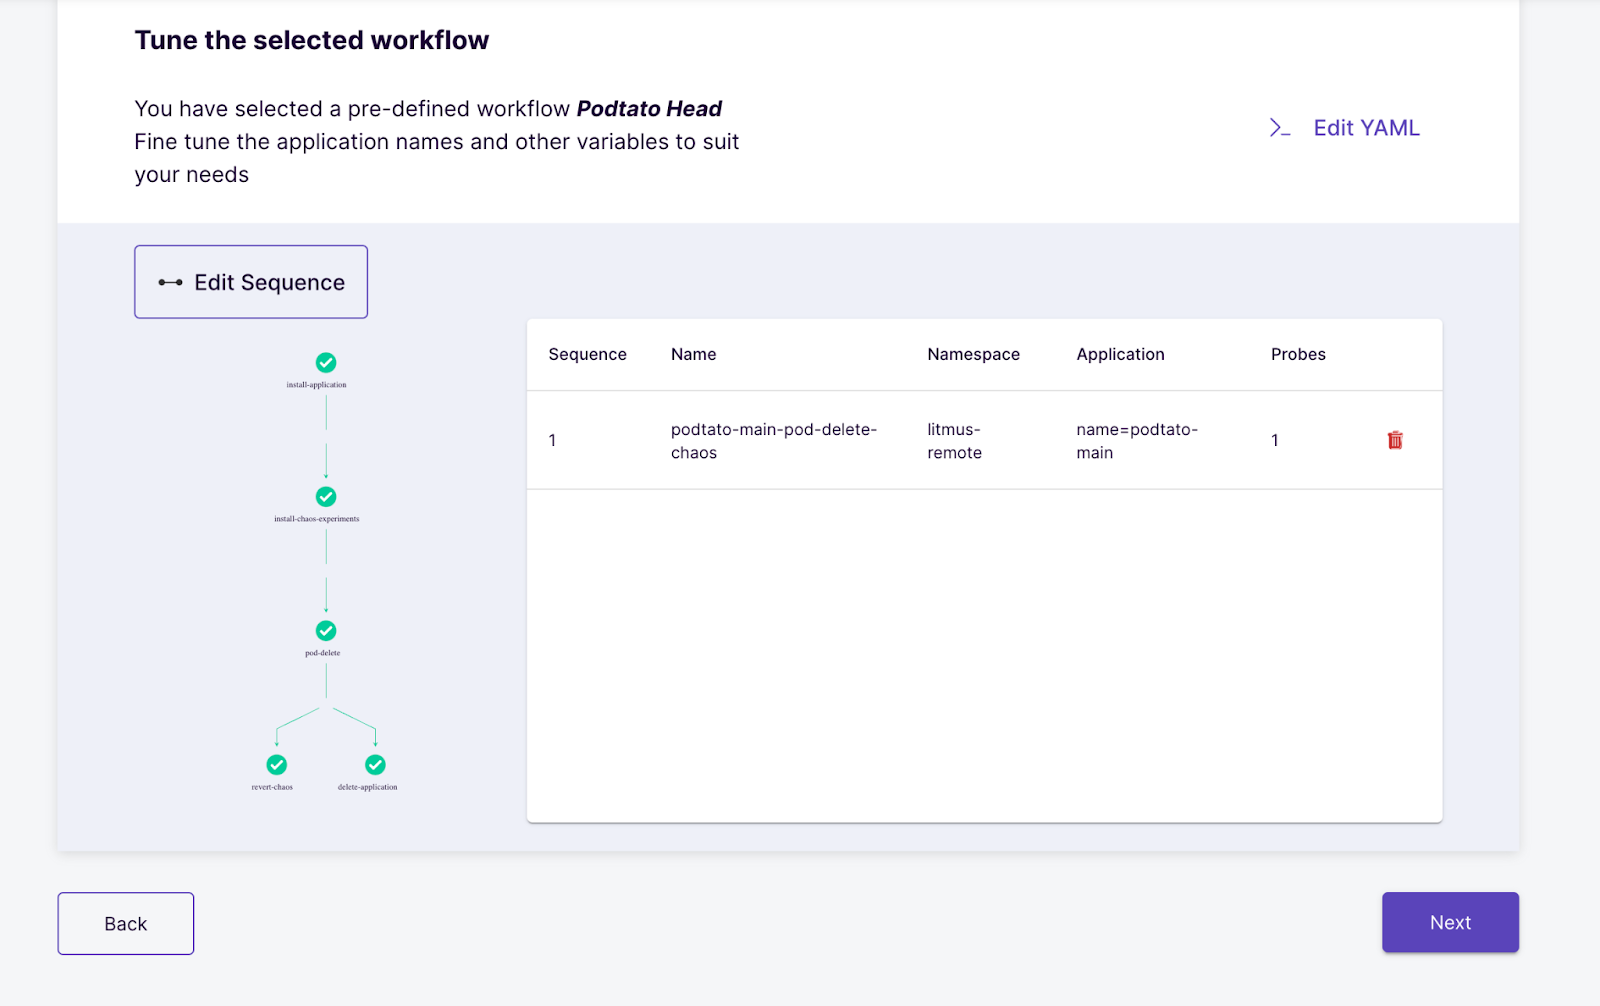 Tune the selected workflow
You have selected a pre-defined workflow Podtato Head
Fine tune the application names and other variables to suit
your needs
>_ Edit YAML
Edit Sequence
install-application
install-chaos-experiments
pod-delete
revert-chaos
delete-application
Sequence Name Namespace Application Probes
1 podtato-main-pod-delete- litmus- name=podtato- 1
chaos remote main
Back
Next